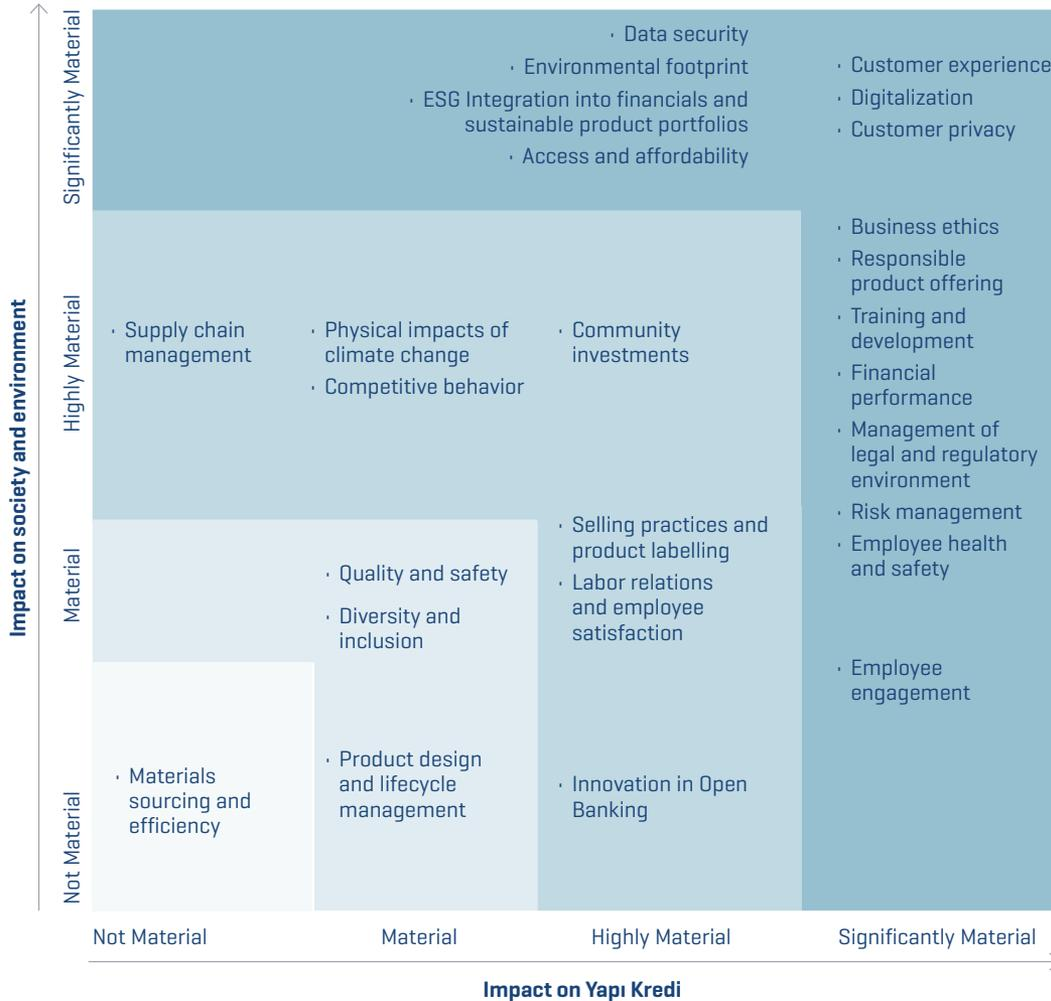 Impact on society and environment
Significantly Material
Highly Material
Material
Not Material
· Data security
· Environmental footprint
· ESG Integration into financials and
sustainable product portfolios
· Access and affordability
· Customer experience
· Digitalization
· Customer privacy
· Supply chain
management
· Physical impacts of
climate change
· Competitive behavior
· Community
investments
· Business ethics
· Responsible
product offering
· Training and
development
· Financial
performance
· Management of
legal and regulatory
environment
· Risk management
· Employee health
and safety
· Quality and safety
· Diversity and
inclusion
· Selling practices and
product labelling
· Labor relations
and employee
satisfaction
· Employee
engagement
· Materials
sourcing and
efficiency
· Product design
and lifecycle
management
· Innovation in Open
Banking
Not Material
Material
Highly Material
Significantly Material
Impact on Yapı Kredi